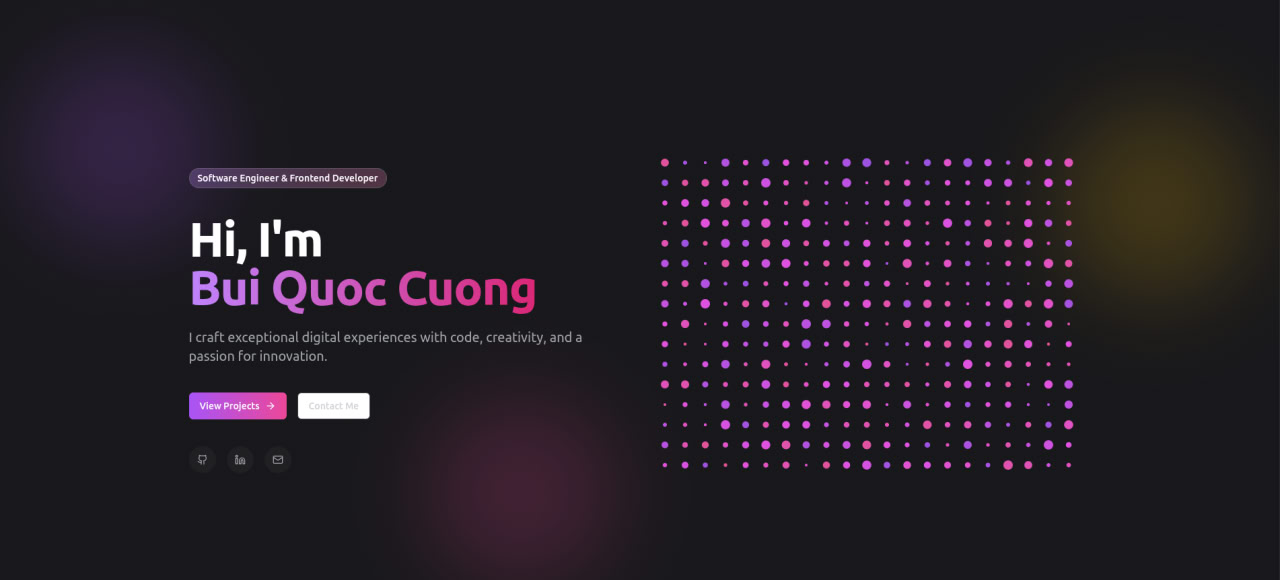 Software Engineer & Frontend Developer
Hi, I'm
Bui Quoc Cuong
I craft exceptional digital experiences with code, creativity, and a
passion for innovation.
View Projects
Contact Me